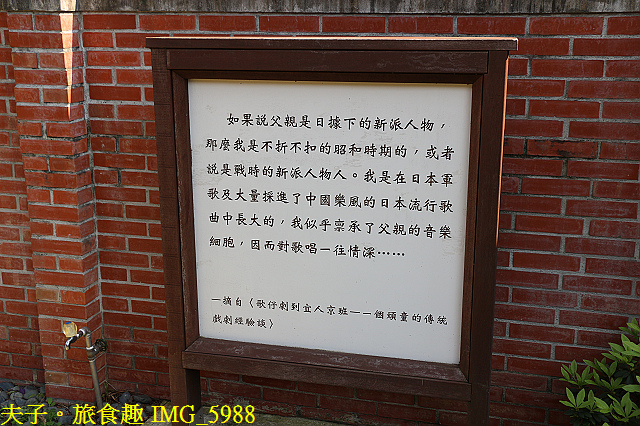 如果說父親是日據下的新派人物，
那麼我是不折不扣的昭和時期的，或者
說是戰時的新派人物人。我是在日本軍
歌及大量採進了中國樂風的日本流行歌
曲中長大的，我似乎禀承了父親的音樂
細胞，因而對歌唱一往情深……
—摘自〈歌仔劇到宜人京班——一個頑童的傳統
戲劇經驗談〉
夫子。旅食趣 IMG_5988